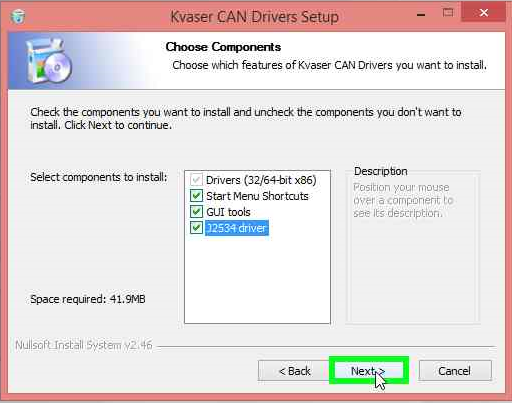 Kvaser CAN Drivers Setup
Choose Components
Choose which features of Kvaser CAN Drivers you want to install.
Check the components you want to install and uncheck the components you don't want to
install. Click Next to continue.
Select components to install:
Drivers (32/64-bit x86)
Start Menu Shortcuts
GUI tools
J2534 driver
Description
Position your mouse
over a component to
see its description.
Space required: 41.9MB
Nullsoft Install System v2.46
< Back
Next >
Cancel